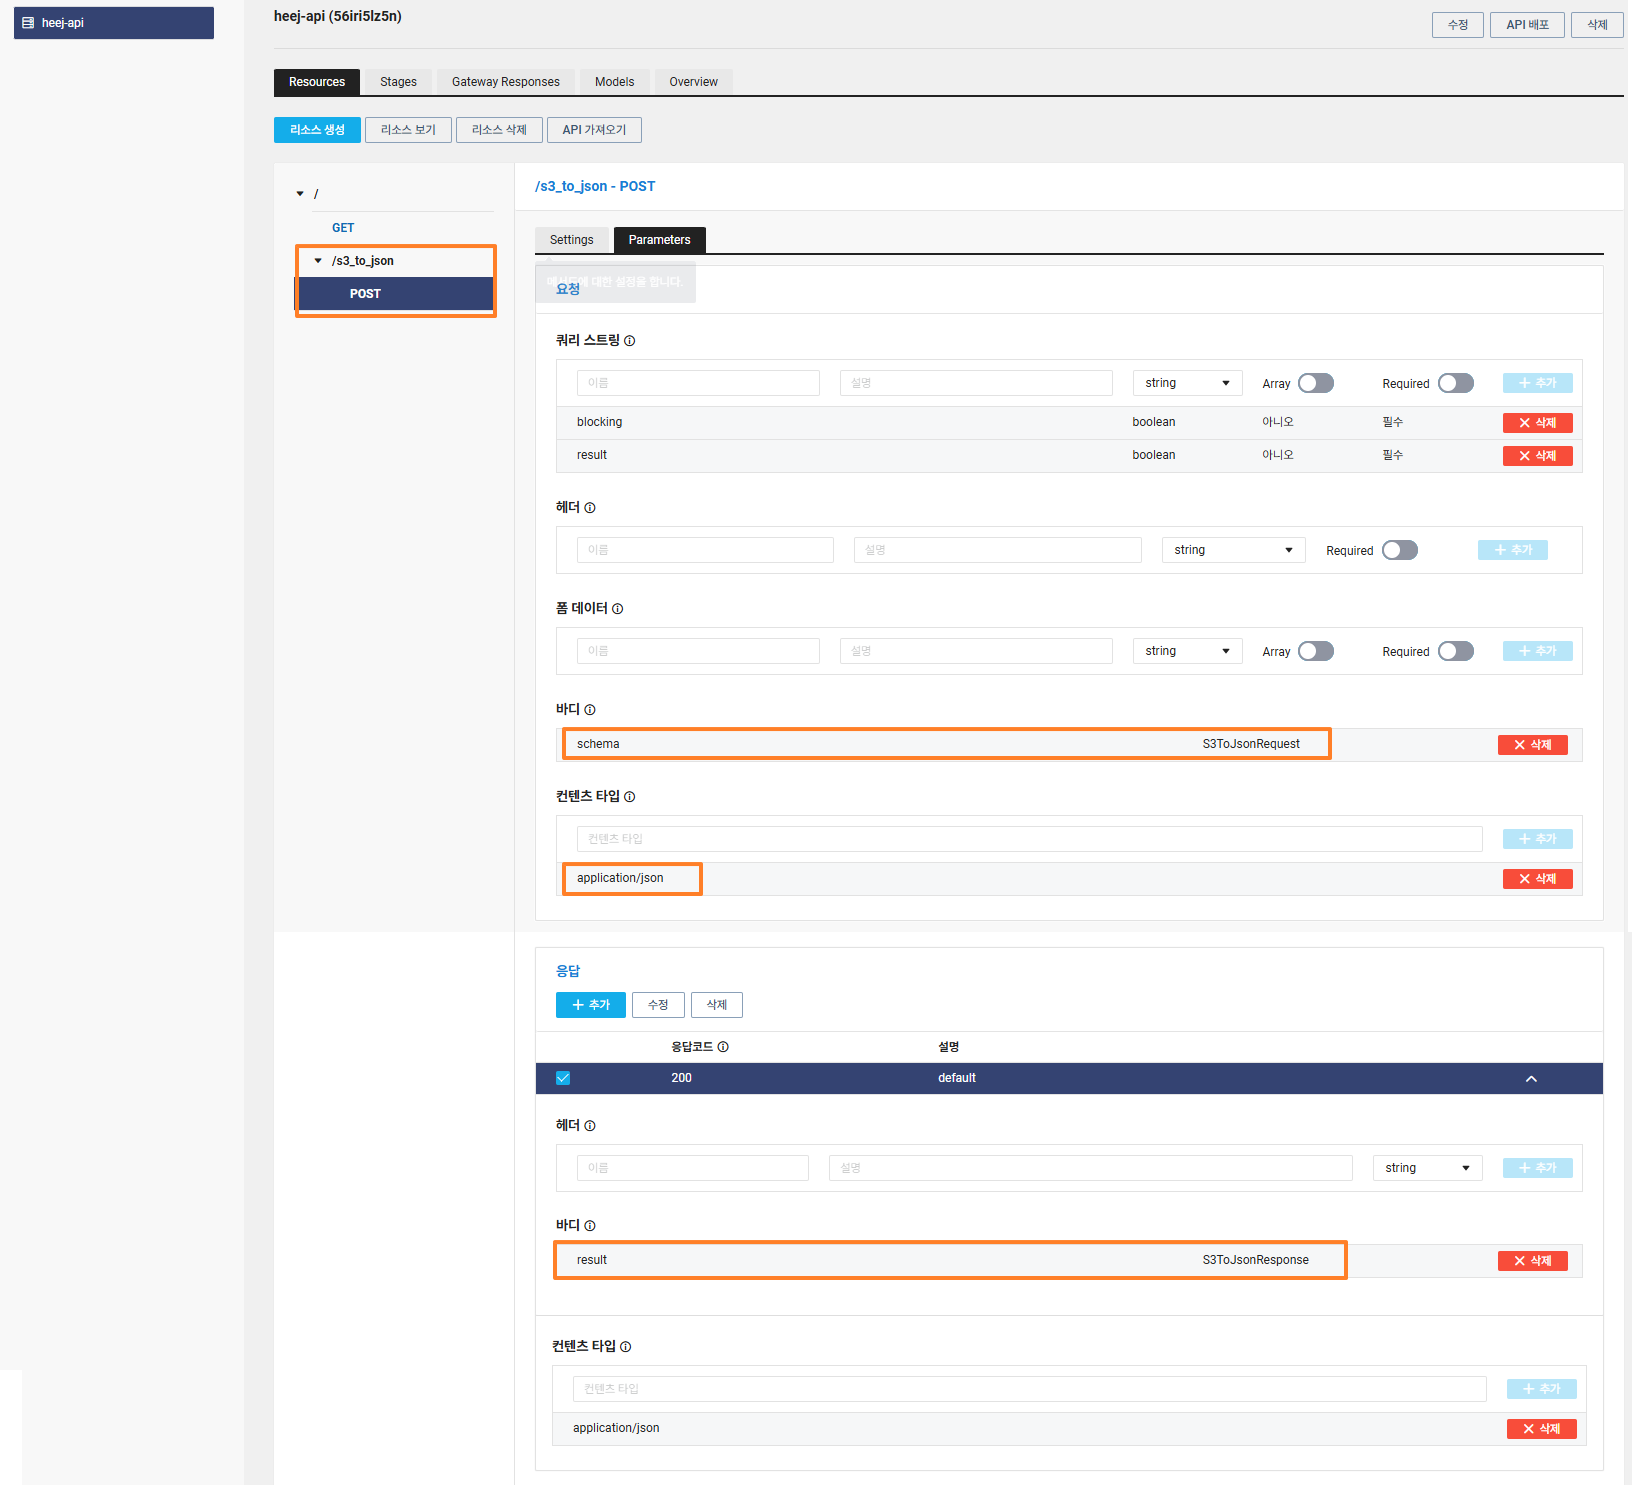 heej-api
heej-api (56iri5lz5n)
수정
API 배포
삭제
Resources
Stages
Gateway Responses
Models
Overview
리소스 생성
리소스 보기
리소스 삭제
API 가져오기
/
GET
/s3_to_json
POST
/s3_to_json - POST
Settings
Parameters
요청
쿼리 스트링
이름
설명
string
Array
Required
추가
blocking
boolean
아니오
필수
삭제
result
boolean
아니오
필수
삭제
헤더
이름
설명
string
Required
추가
폼 데이터
이름
설명
string
Array
Required
추가
바디
schema
S3ToJsonRequest
삭제
컨텐츠 타입
컨텐츠 타입
추가
application/json
삭제
응답
추가
수정
삭제
응답코드
설명
200
default
헤더
이름
설명
string
추가
바디
result
S3ToJsonResponse
삭제
컨텐츠 타입
컨텐츠 타입
추가
application/json
삭제